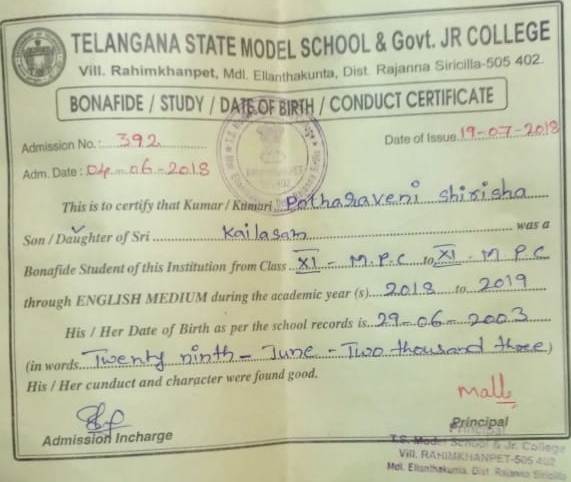 TELANGANA STATE MODEL SCHOOL & Govt. JR COLLEGE
Vill. Rahimkhanpet, Mdl. Ellanthakunta, Dist. Rajanna Siricilla-505 402.
BONAFIDE / STUDY / DATE OF BIRTH / CONDUCT CERTIFICATE
Admission No.: 392
Date of Issue 19-07-2018
Adm. Date : 04-06-2018
This is to certify that Kumar / Kumari Potharaveni Shirisha
Son / Daughter of Sri Kailasam was a
Bonafide Student of this Institution from Class XI - M.P.C to XI - M P C
through ENGLISH MEDIUM during the academic year (s) 2018 to 2019
His / Her Date of Birth as per the school records is 29-06-2003
(in words Twenty ninth - June - Two thousand three)
His / Her cunduct and character were found good.
Admission Incharge
Principal
Principal
T.S. Model School & Jr. College
Vill. RAHIMKHANPET-505 402
Mdl. Ellanthakunta, Dist. Rajanna Siricilla